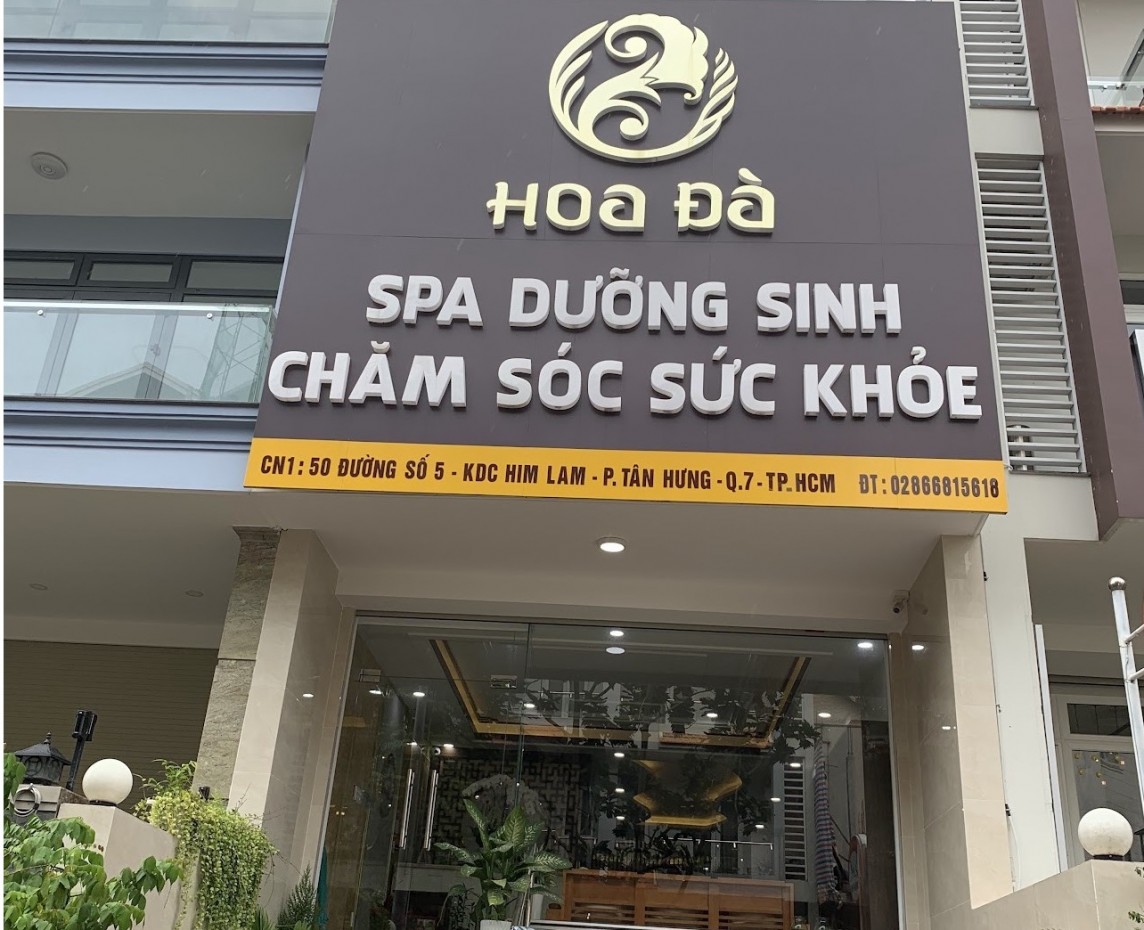 HOA ĐÀ
SPA DƯỠNG SINH
CHĂM SÓC SỨC KHỎE
CN1: 50 ĐƯỜNG SỐ 5 - KDC HIM LAM - P. TÂN HƯNG - Q.7 - TP. HCM ĐT: 02866815618